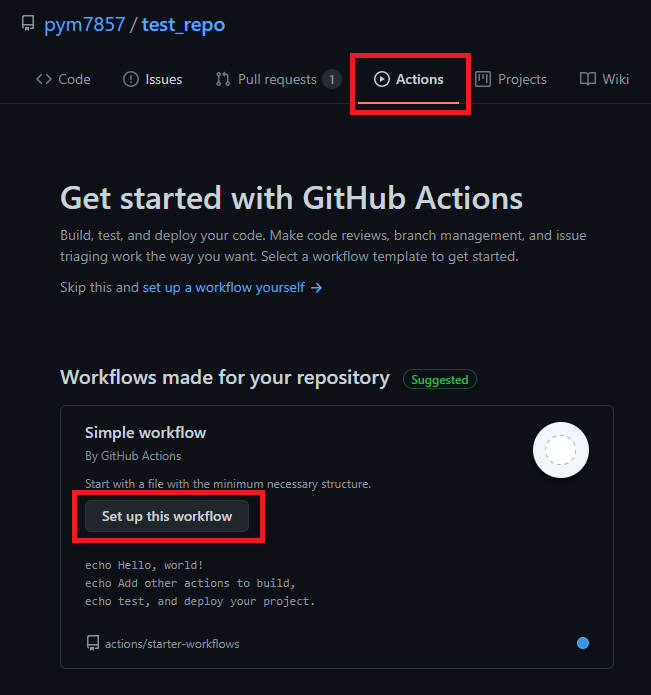 pym7857 / test_repo
Code Issues Pull requests 1 Actions Projects Wiki
Get started with GitHub Actions
Build, test, and deploy your code. Make code reviews, branch management, and issue
triaging work the way you want. Select a workflow template to get started.
Skip this and set up a workflow yourself →
Workflows made for your repository Suggested
Simple workflow
By GitHub Actions
Start with a file with the minimum necessary structure.
Set up this workflow
echo Hello, world!
echo Add other actions to build,
echo test, and deploy your project.
actions/starter-workflows